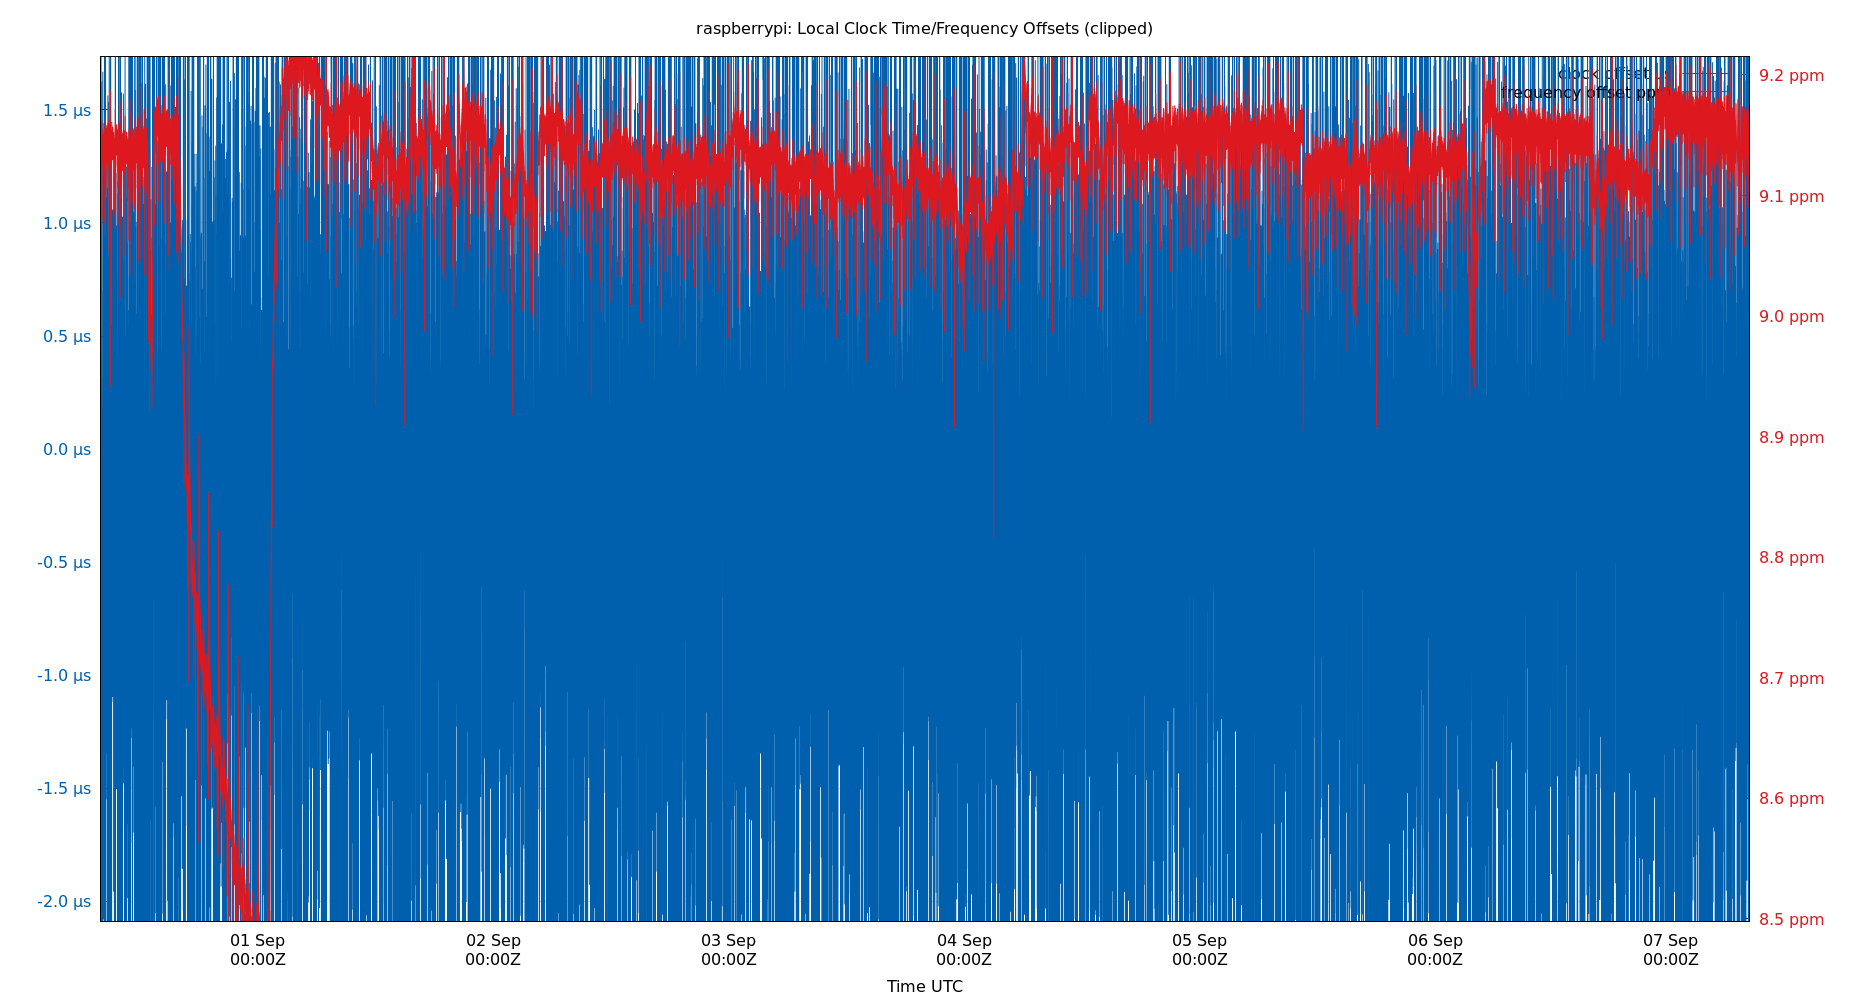 raspberrypi: Local Clock Time/Frequency Offsets (clipped)
clock offset
frequency offset
1.5 µs
1.0 µs
0.5 µs
0.0 µs
-0.5 µs
-1.0 µs
-1.5 µs
-2.0 µs
9.2 ppm
9.1 ppm
9.0 ppm
8.9 ppm
8.8 ppm
8.7 ppm
8.6 ppm
8.5 ppm
01 Sep
00:00Z
02 Sep
00:00Z
03 Sep
00:00Z
04 Sep
00:00Z
05 Sep
00:00Z
06 Sep
00:00Z
07 Sep
00:00Z
Time UTC